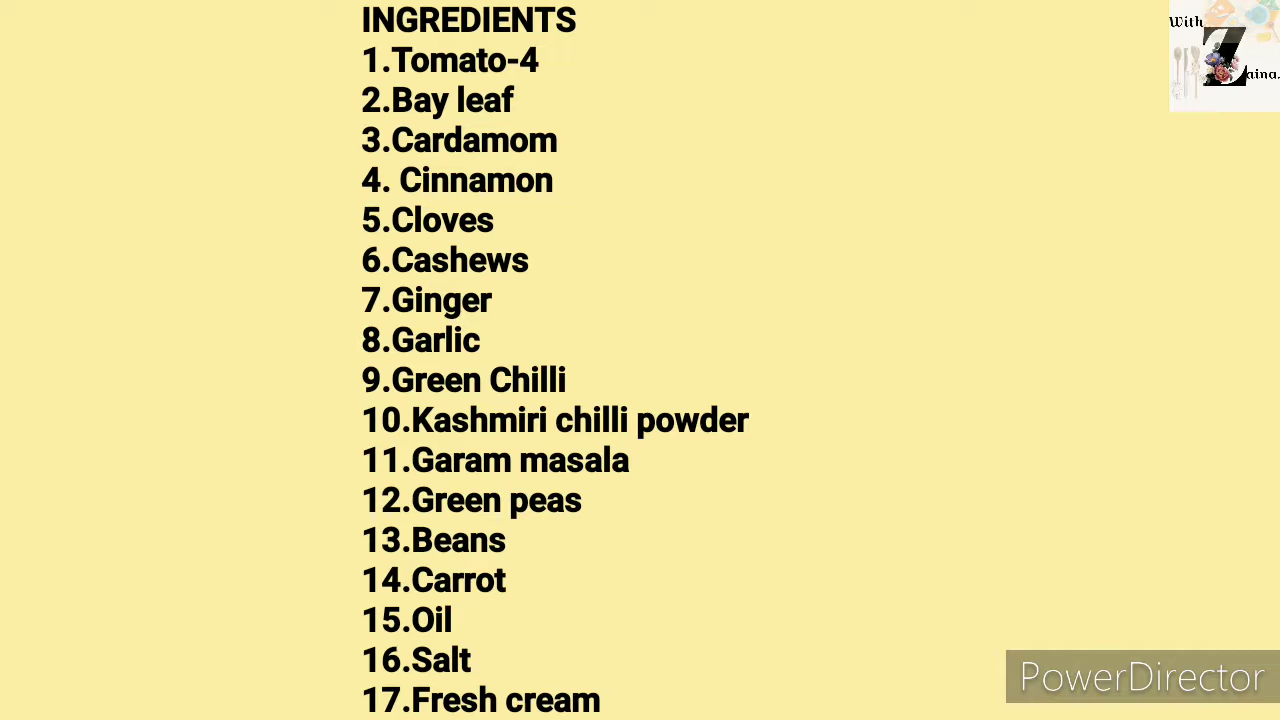 INGREDIENTS
1.Tomato-4
2.Bay leaf
3.Cardamom
4. Cinnamon
5.Cloves
6.Cashews
7.Ginger
8.Garlic
9.Green Chilli
10.Kashmiri chilli powder
11.Garam masala
12.Green peas
13.Beans
14.Carrot
15.Oil
16.Salt
17.Fresh cream
With
Zaina.
PowerDirector